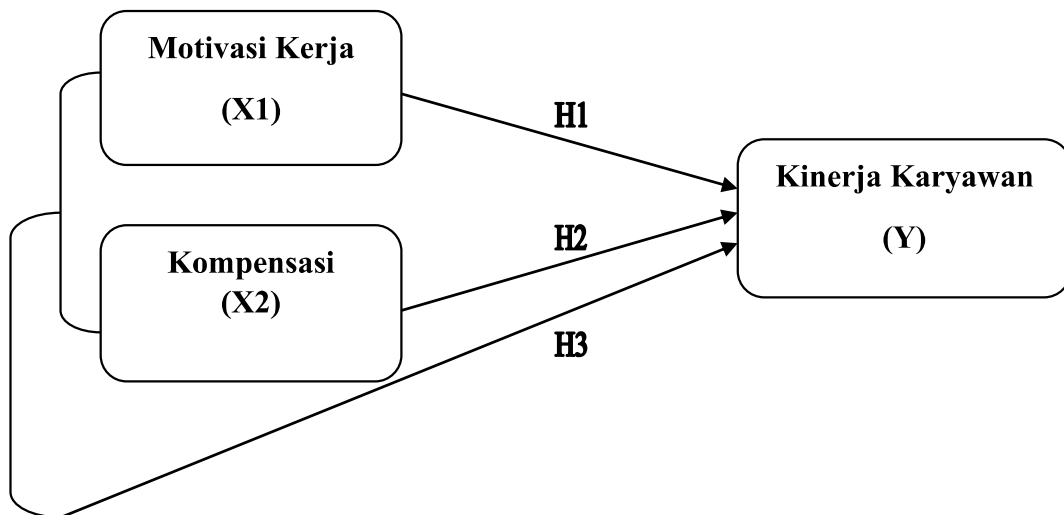 Motivasi Kerja
(X1)
H1
Kinerja Karyawan
(Y)
Kompensasi
(X2)
H2
H3